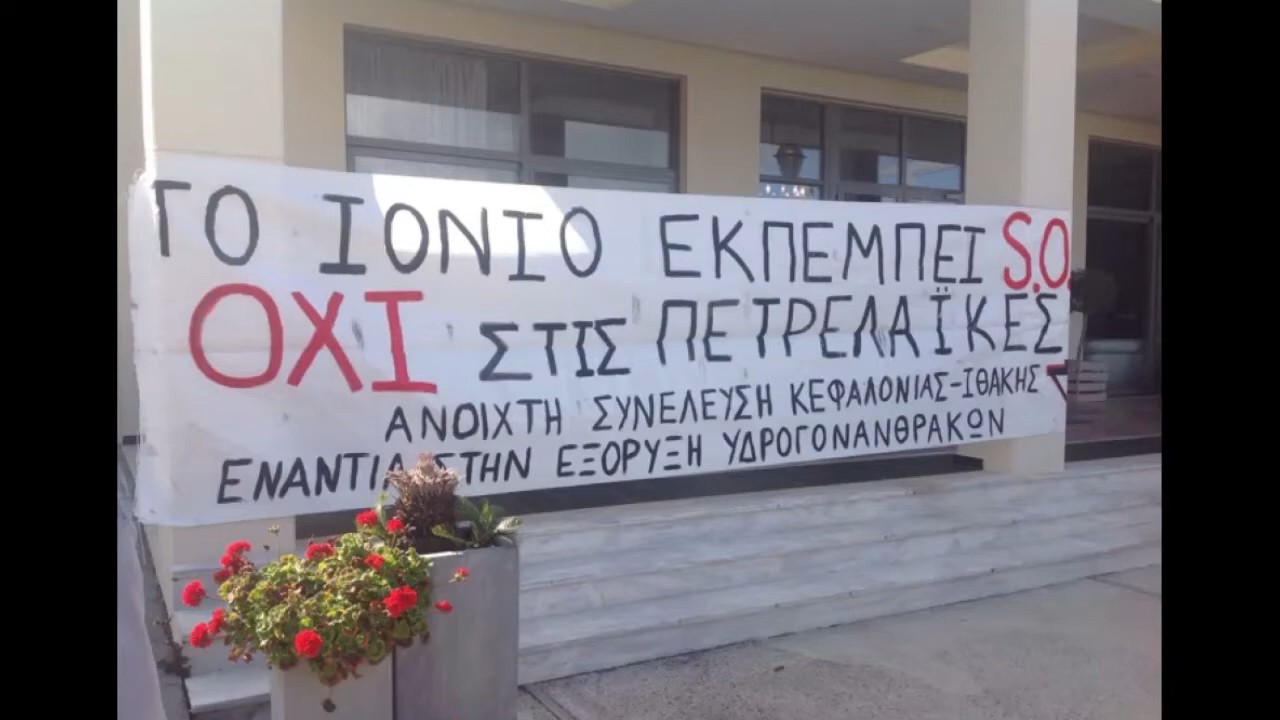 ΤΟ ΙΟΝΙΟ ΕΚΠΕΜΠΕΙ S.O.
ΟΧΙ ΣΤΙΣ ΠΕΤΡΕΛΑΪΚΕΣ
ΑΝΟΙΧΤΗ ΣΥΝΕΛΕΥΣΗ ΚΕΦΑΛΟΝΙΑΣ-ΙΘΑΚΗΣ
ΕΝΑΝΤΙΑ ΣΤΗΝ ΕΞΟΡΥΞΗ ΥΔΡΟΓΟΝΑΝΘΡΑΚΩΝ